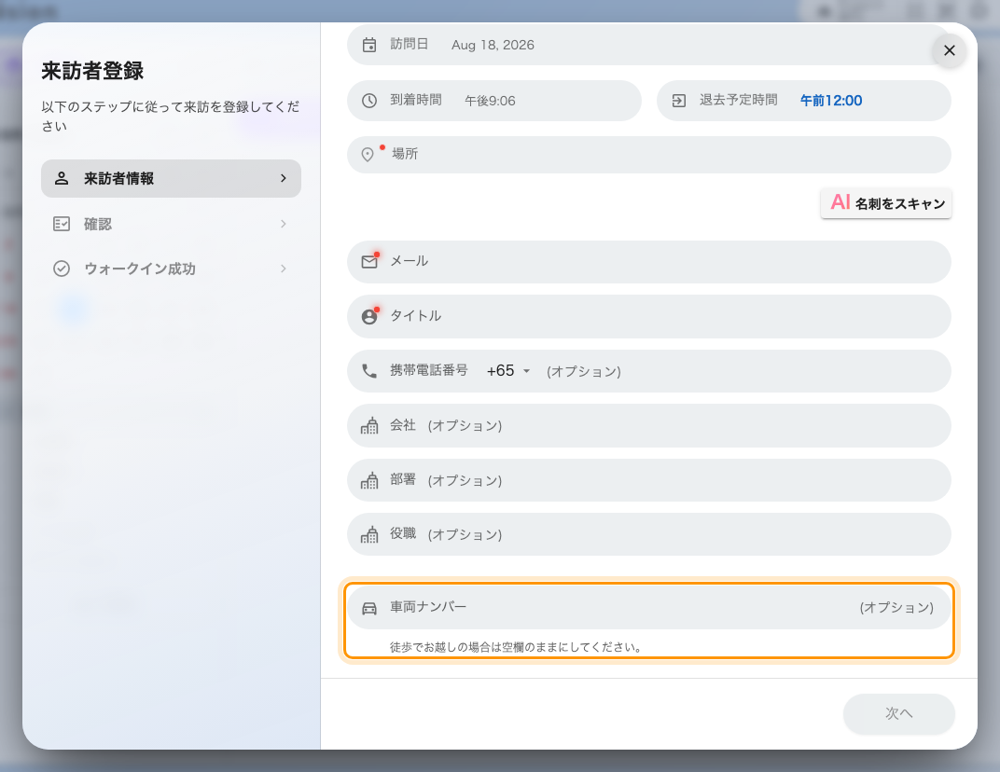 来訪者登録
以下のステップに従って来訪を登録してくだ
さい
来訪者情報
確認
ウォークイン成功
訪問日 Aug 18, 2026
到着時間 午後9:06
退去予定時間 午前12:00
場所
AI 名刺をスキャン
メール
タイトル
携帯電話番号 +65 (オプション)
会社 (オプション)
部署 (オプション)
役職 (オプション)
車両ナンバー (オプション)
徒歩でお越しの場合は空欄のままにしてください。
次へ